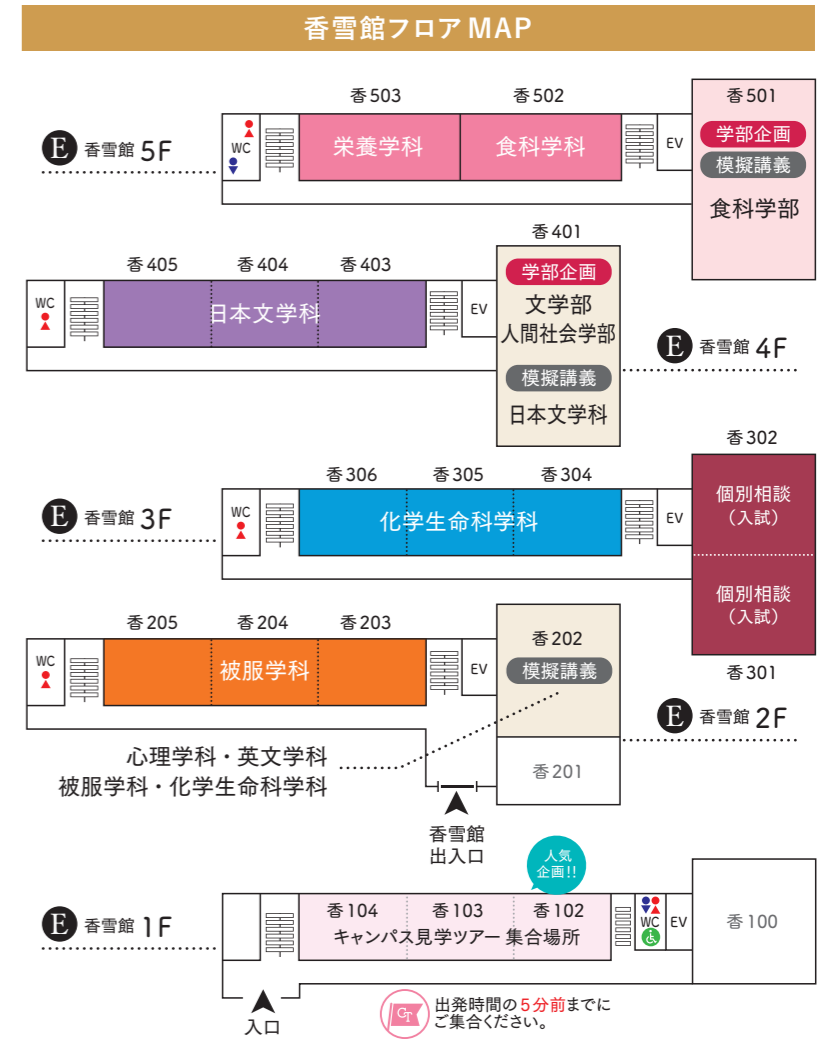 香雪館フロア MAP
香503
香502
香501
E 香雪館 5F
WC
栄養学科
食科学科
EV
学部企画
模擬講義
食科学部
香401
香405
香404
香403
WC
日本文学科
EV
学部企画
文学部
人間社会学部
模擬講義
日本文学科
E 香雪館 4F
香302
香306
香305
香304
E 香雪館 3F
WC
化学生命科学科
EV
個別相談
（入試）
個別相談
（入試）
香301
香205
香204
香203
香202
WC
被服学科
EV
模擬講義
E 香雪館 2F
心理学科・英文学科
被服学科・化学生命科学科
香201
香雪館
出入口
人気
企画!!
E 香雪館 1F
香104
香103
香102
キャンパス見学ツアー 集合場所
WC
EV
香100
入口
CT
出発時間の5分前までに
ご集合ください。